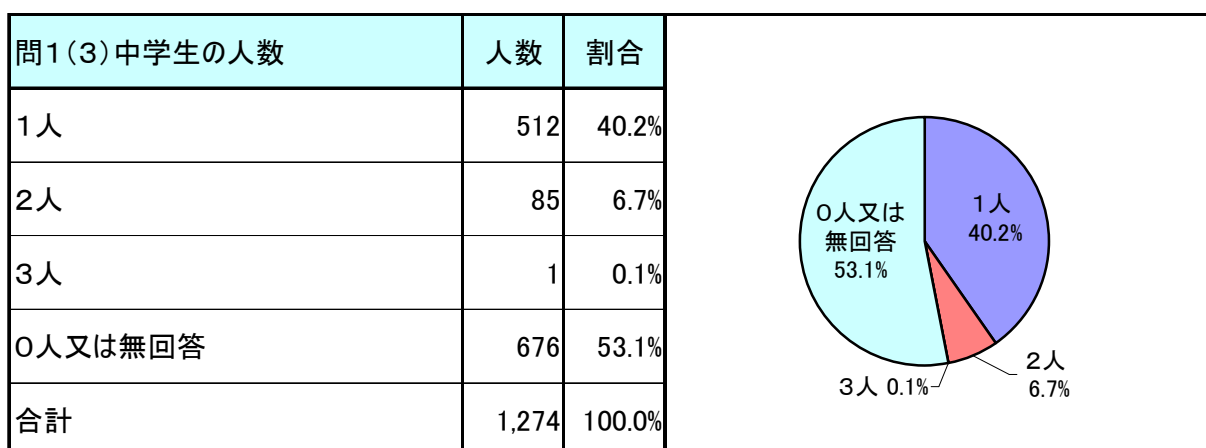 問1(3)中学生の人数 人数 割合
1人 512 40.2%
2人 85 6.7%
3人 1 0.1%
0人又は無回答 676 53.1%
合計 1,274 100.0%
0人又は
無回答
53.1%
1人
40.2%
2人
6.7%
3人 0.1%